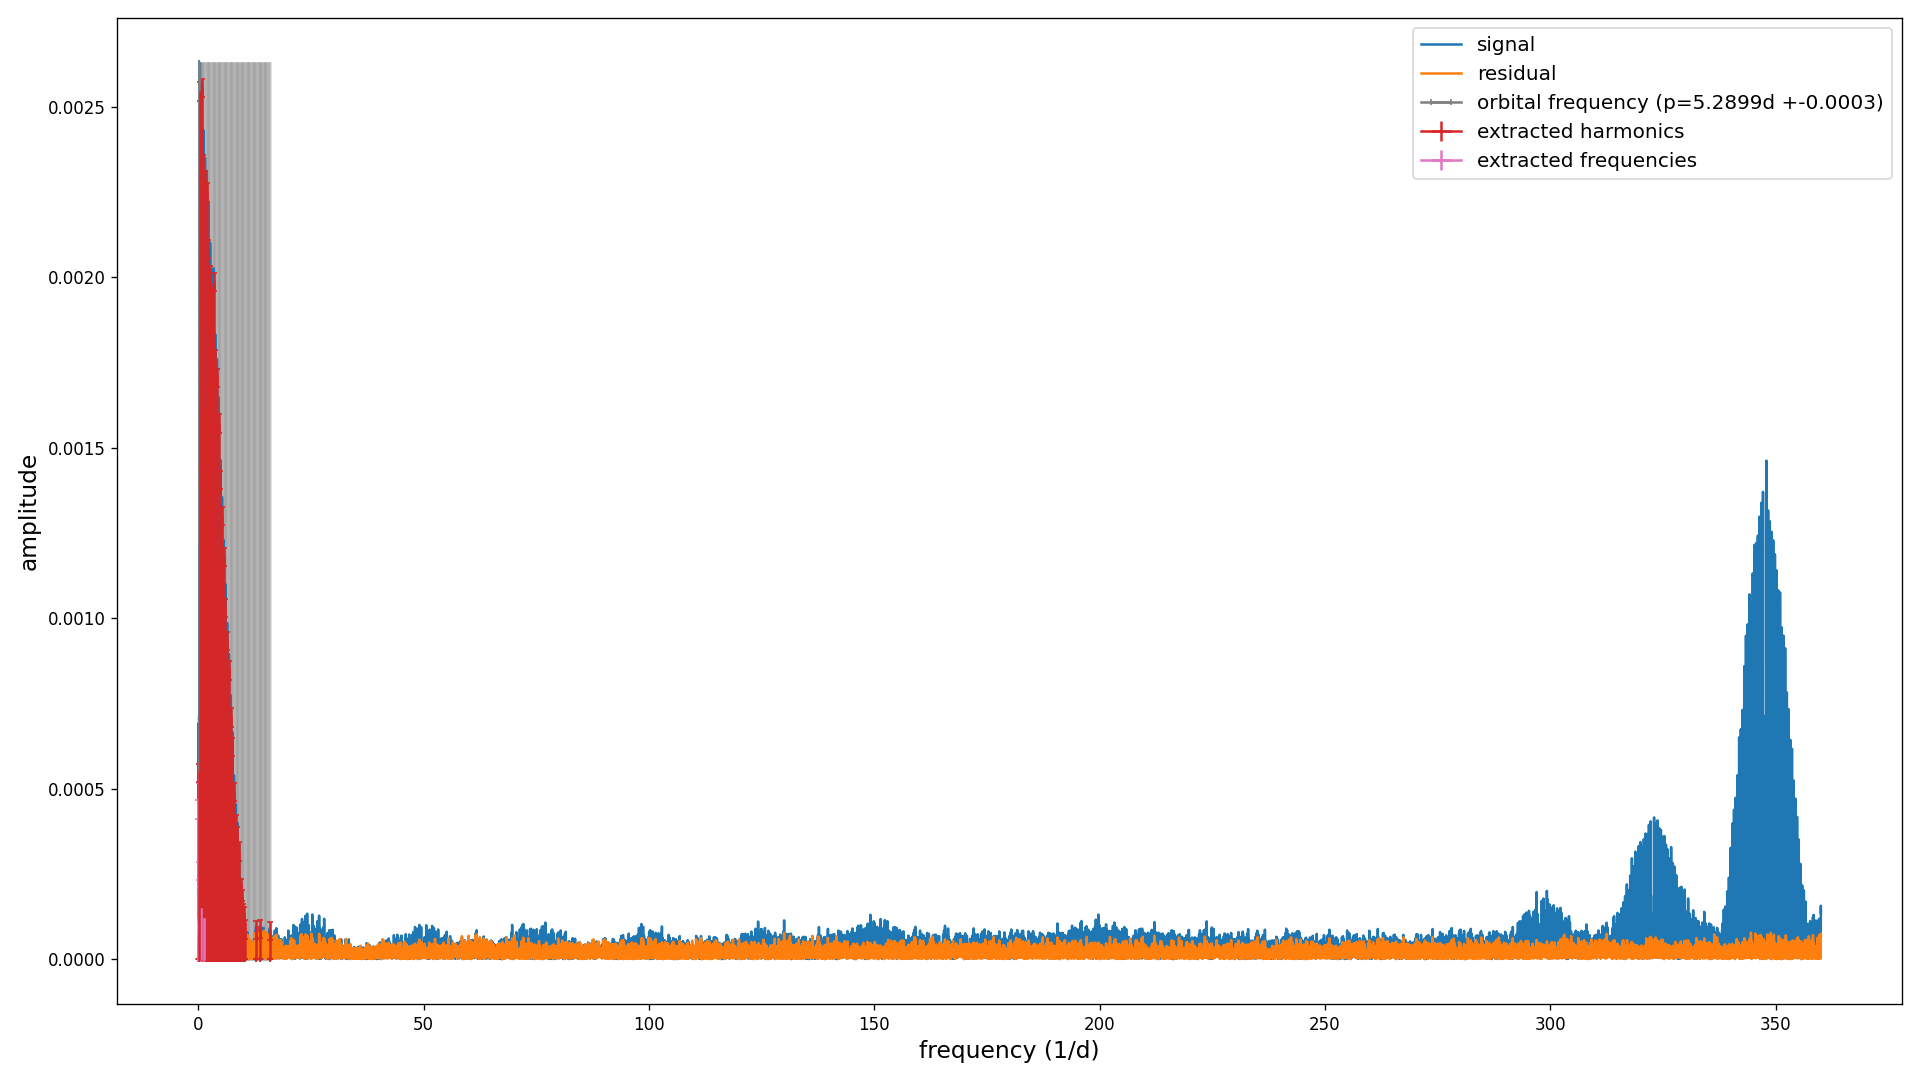 signal
residual
orbital frequency (p=5.2899d +-0.0003)
extracted harmonics
extracted frequencies
amplitude
0.0025
0.0020
0.0015
0.0010
0.0005
0.0000
0 50 100 150 200 250 300 350
frequency (1/d)